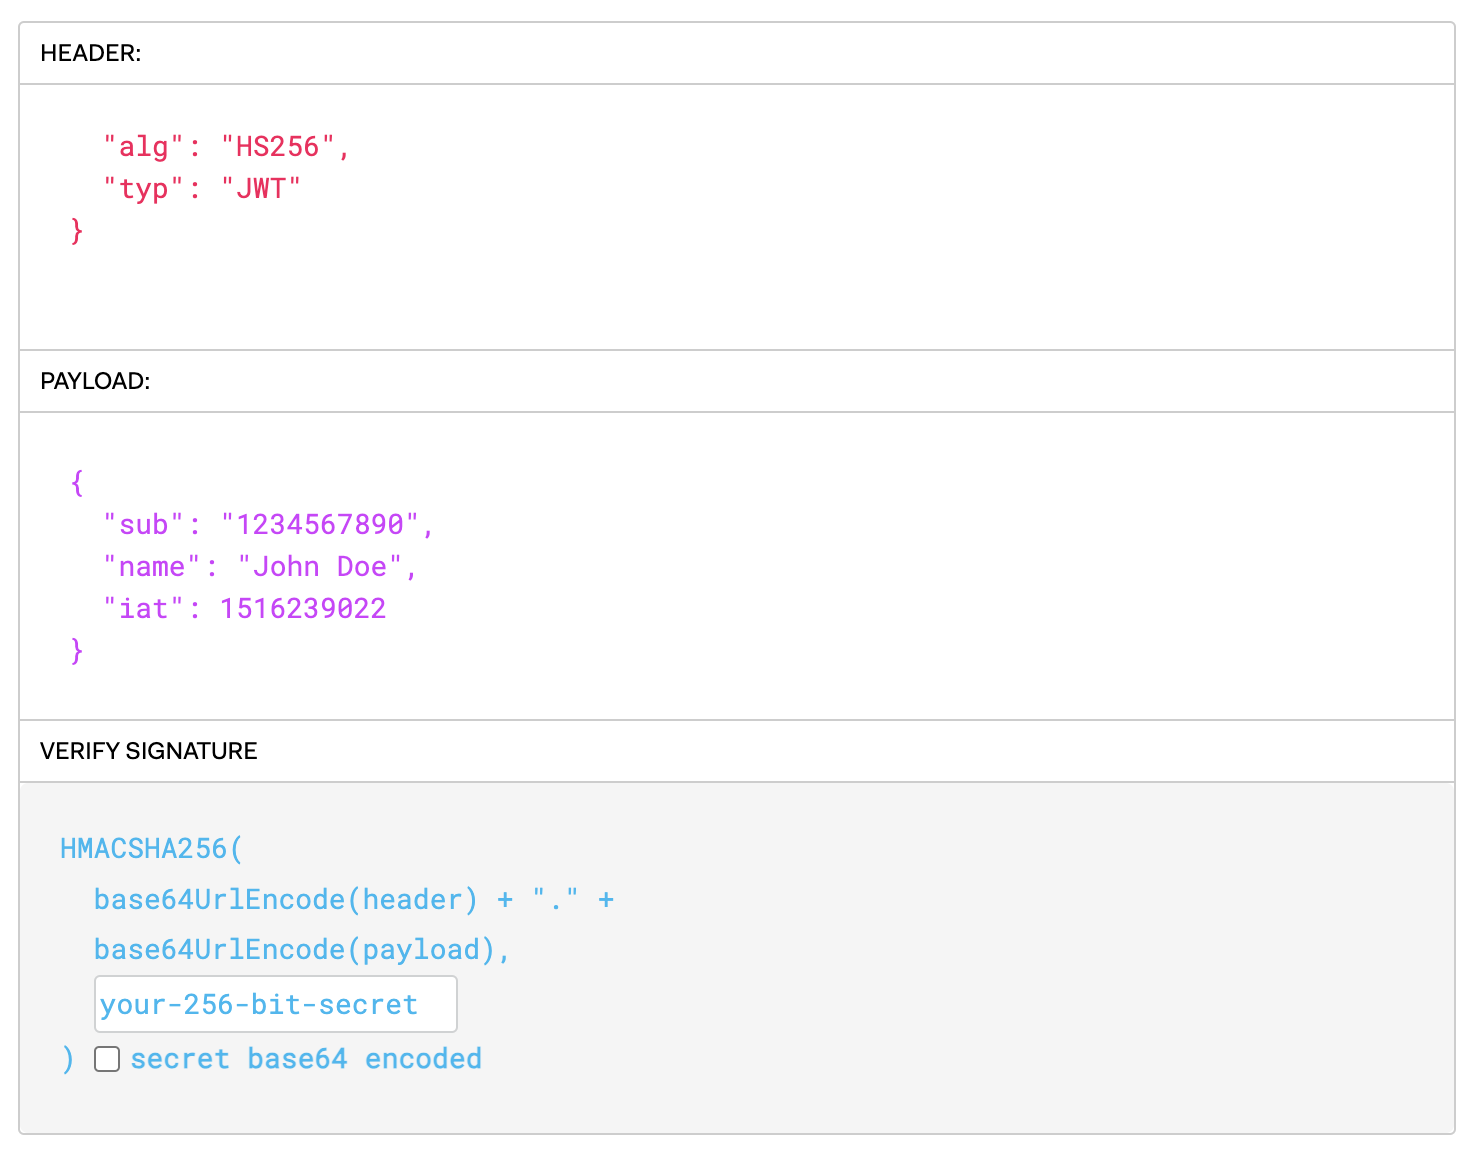 HEADER:
"alg": "HS256",
"typ": "JWT"
}
PAYLOAD:
{
"sub": "1234567890",
"name": "John Doe",
"iat": 1516239022
}
VERIFY SIGNATURE
HMACSHA256(
base64UrlEncode(header) + "." +
base64UrlEncode(payload),
your-256-bit-secret
) secret base64 encoded